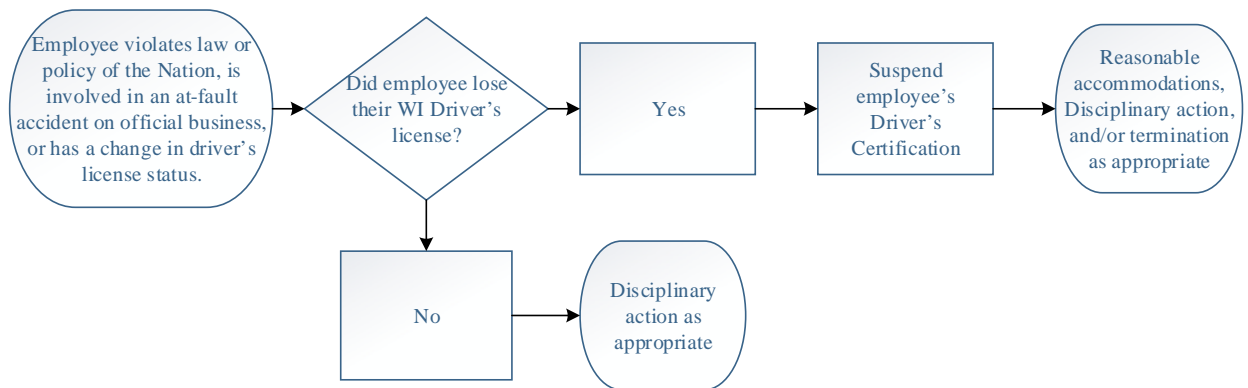 Employee violates law or
policy of the Nation, is
involved in an at-fault
accident on official business,
or has a change in driver's
license status.
Did employee lose
their WI Driver's
license?
Yes
Suspend
employee's
Driver's
Certification
Reasonable
accommodations,
Disciplinary action,
and/or termination
as appropriate
No
Disciplinary
action as
appropriate